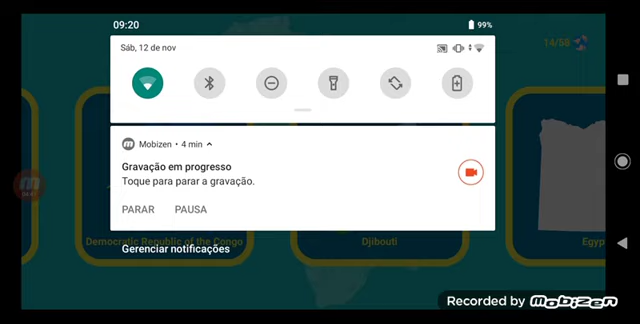 09:20
99%
Sáb, 12 de nov
14/58
Mobizen • 4 min
Gravação em progresso
Toque para parar a gravação.
PARAR PAUSA
Democratic Republic of the Congo
Djibouti
Egyp
Gerenciar notificações
Recorded by mobizen